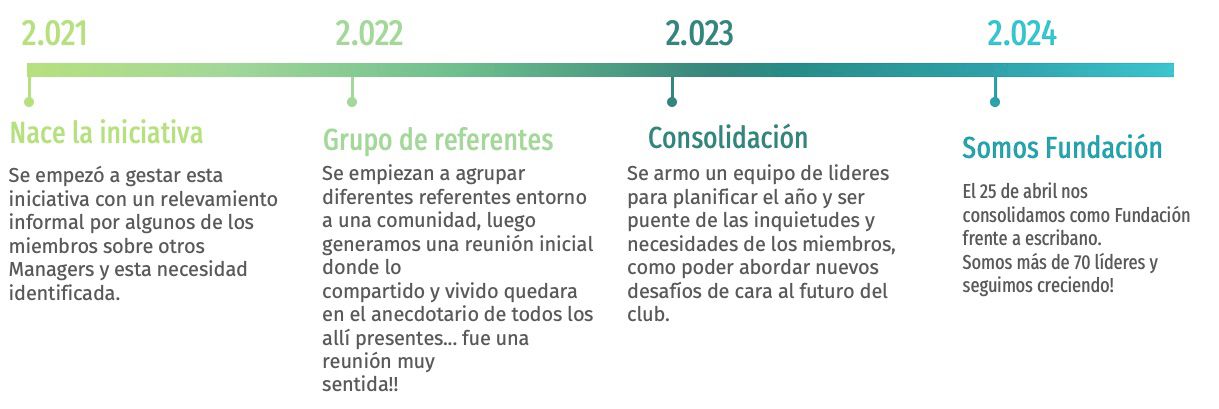 2.021
Nace la iniciativa
Se empezó a gestar esta
iniciativa con un relevamiento
informal por algunos de los
miembros sobre otros
Managers y esta necesidad
identificada.
2.022
Grupo de referentes
Se empiezan a agrupar
diferentes referentes entorno
a una comunidad, luego
generamos una reunión inicial
donde lo
compartido y vivido quedara
en el anecdotario de todos los
allí presentes... fue una
reunión muy
sentida!!
2.023
Consolidación
Se armo un equipo de lideres
para planificar el año y ser
puente de las inquietudes y
necesidades de los miembros,
como poder abordar nuevos
desafíos de cara al futuro del
club.
2.024
Somos Fundación
El 25 de abril nos
consolidamos como Fundación
frente a escribano.
Somos más de 70 líderes y
seguimos creciendo!